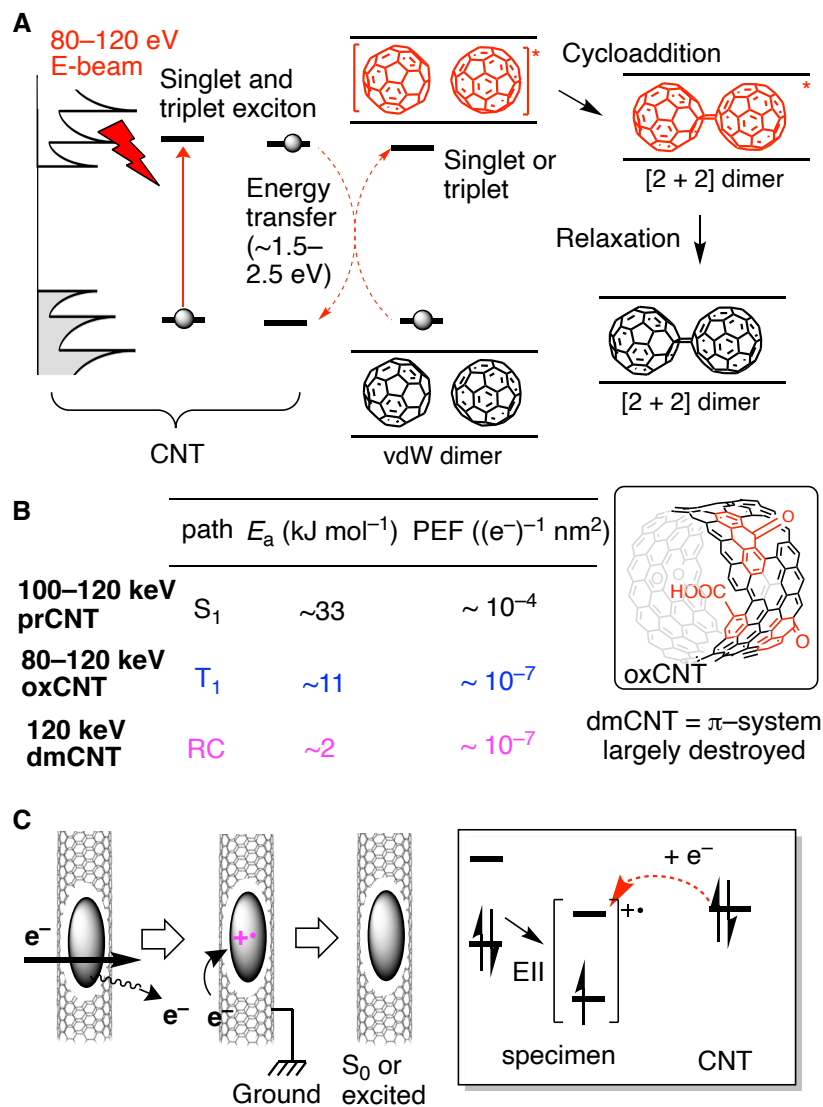 A
80–120 eV
E-beam
Singlet and
triplet exciton
Energy
transfer
(~1.5–
2.5 eV)
*
Singlet or
triplet
Cycloaddition
*
[2 + 2] dimer
Relaxation
[2 + 2] dimer
vdW dimer
CNT
B
path Eₐ (kJ mol⁻¹) PEF ((e⁻)⁻¹ nm²)
100–120 keV
prCNT
S₁ ~33 ~ 10⁻⁴
80–120 keV
oxCNT
T₁ ~11 ~ 10⁻⁷
120 keV
dmCNT
RC ~2 ~ 10⁻⁷
O
HOOC
O
oxCNT
dmCNT = π–system
largely destroyed
C
e⁻
e⁻
+•
e⁻
Ground
S₀ or
excited
+ e⁻
+•
EII
specimen
CNT